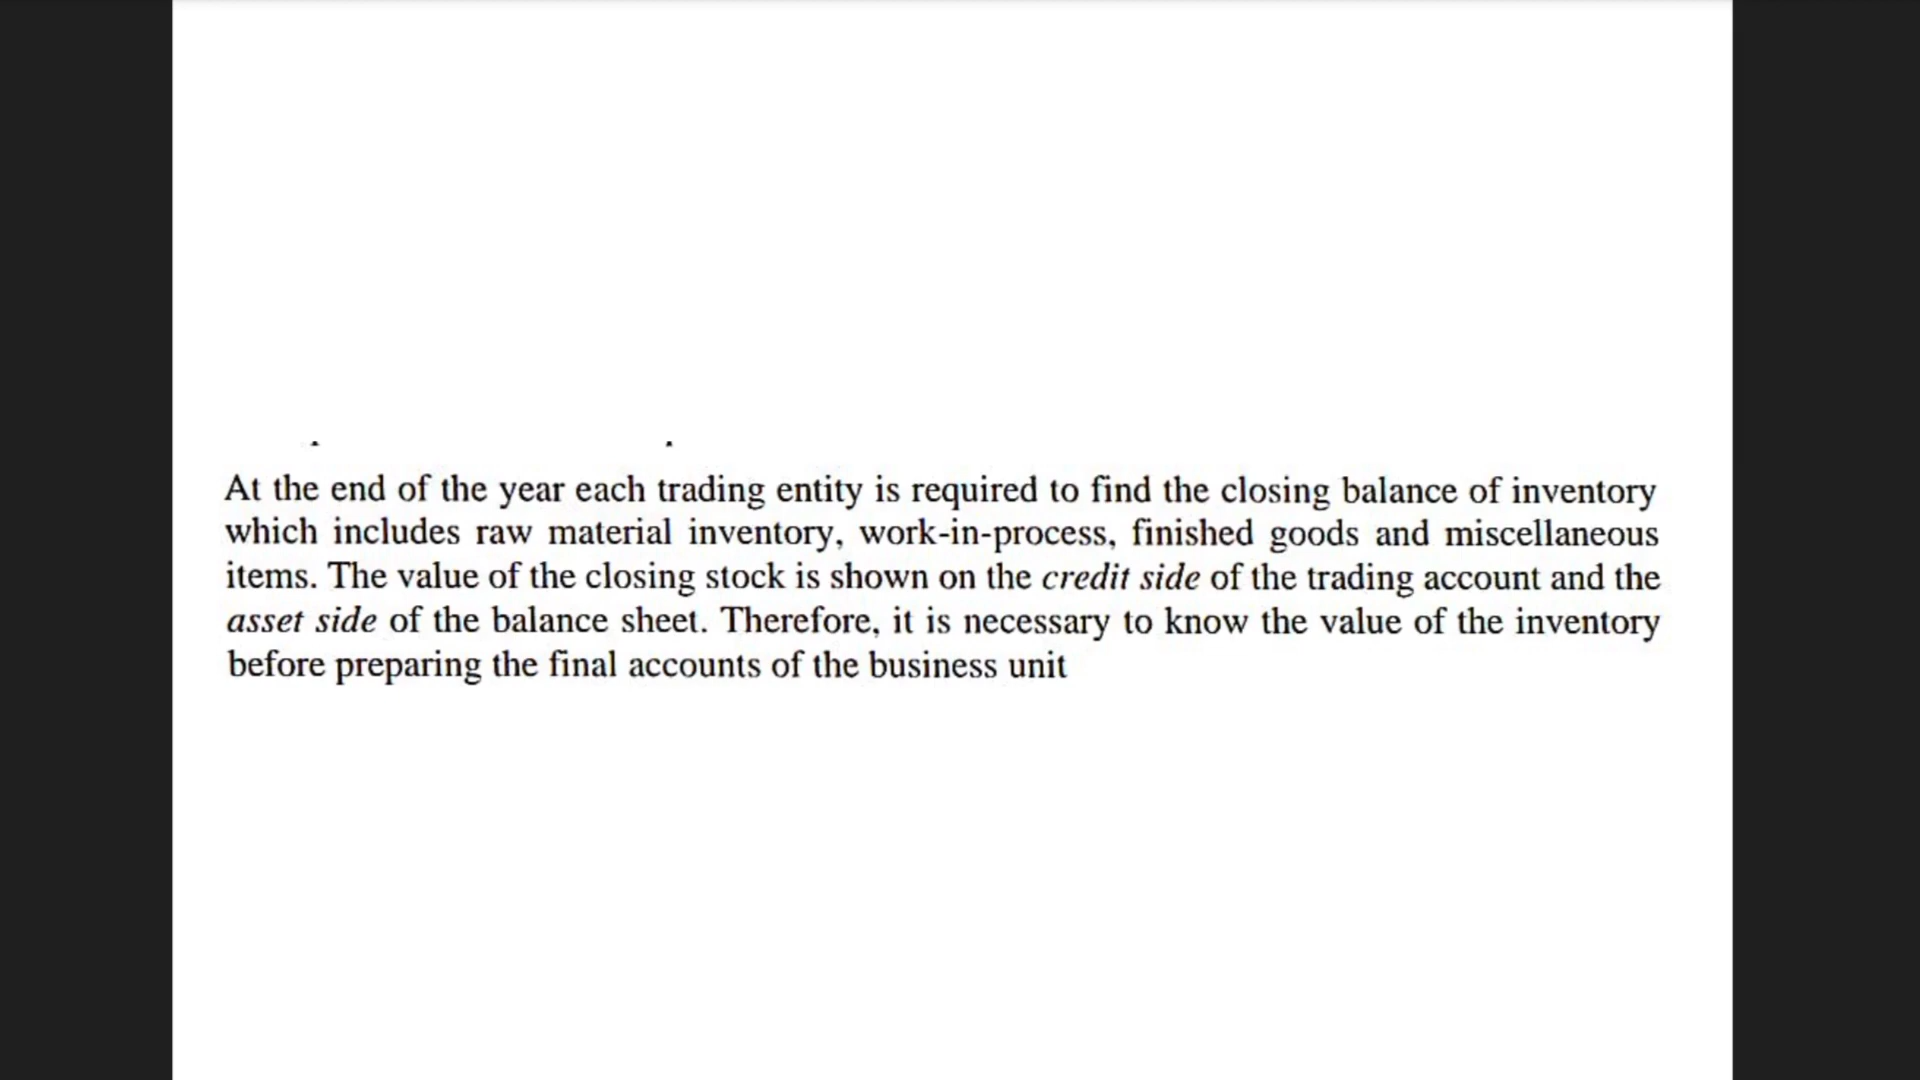 At the end of the year each trading entity is required to find the closing balance of inventory
which includes raw material inventory, work-in-process, finished goods and miscellaneous
items. The value of the closing stock is shown on the credit side of the trading account and the
asset side of the balance sheet. Therefore, it is necessary to know the value of the inventory
before preparing the final accounts of the business unit